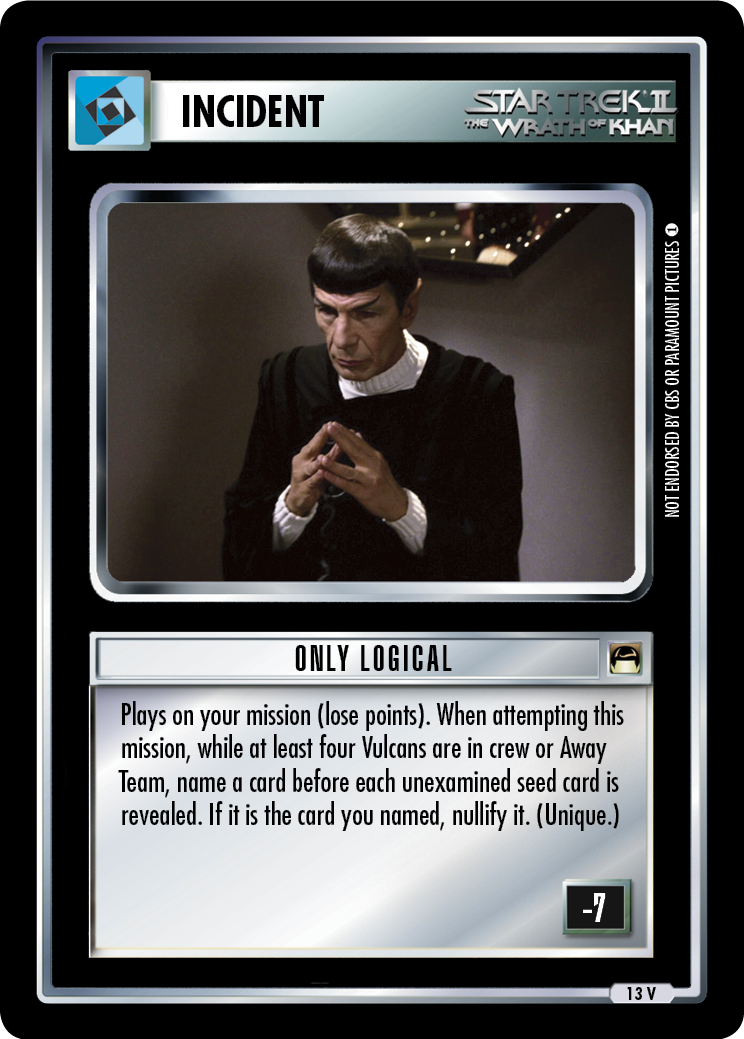 INCIDENT
STAR TREK II
THE WRATH OF KHAN
NOT ENDORSED BY CBS OR PARAMOUNT PICTURES 1
ONLY LOGICAL
Plays on your mission (lose points). When attempting this
mission, while at least four Vulcans are in crew or Away
Team, name a card before each unexamined seed card is
revealed. If it is the card you named, nullify it. (Unique.)
-7
13 V